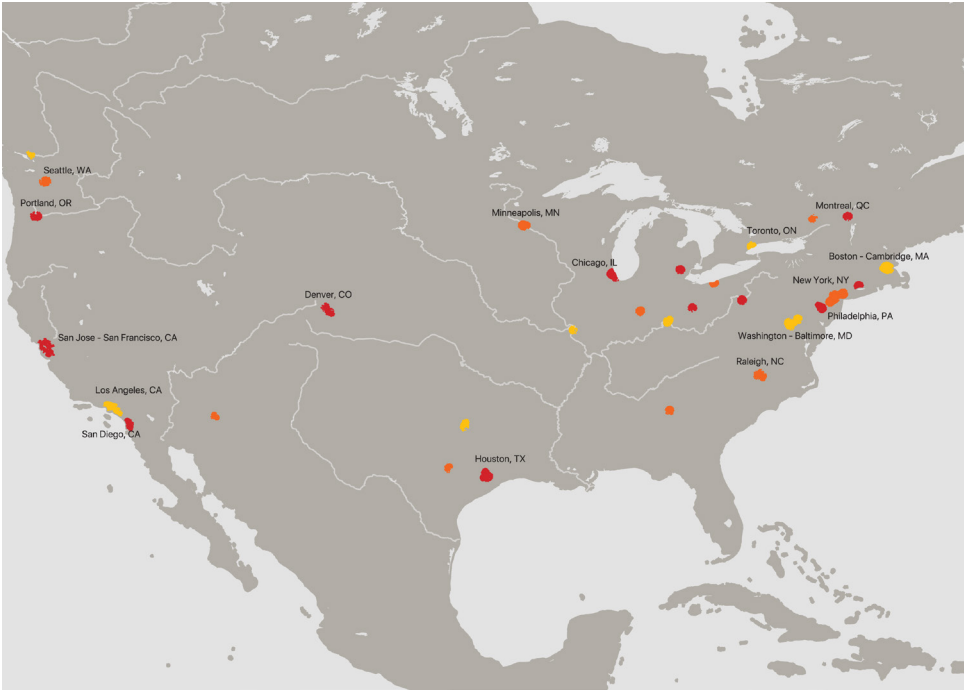 Seattle, WA
Portland, OR
Minneapolis, MN
Montreal, QC
Toronto, ON
Boston - Cambridge, MA
Chicago, IL
New York, NY
Denver, CO
Philadelphia, PA
San Jose - San Francisco, CA
Washington - Baltimore, MD
Raleigh, NC
Los Angeles, CA
San Diego, CA
Houston, TX